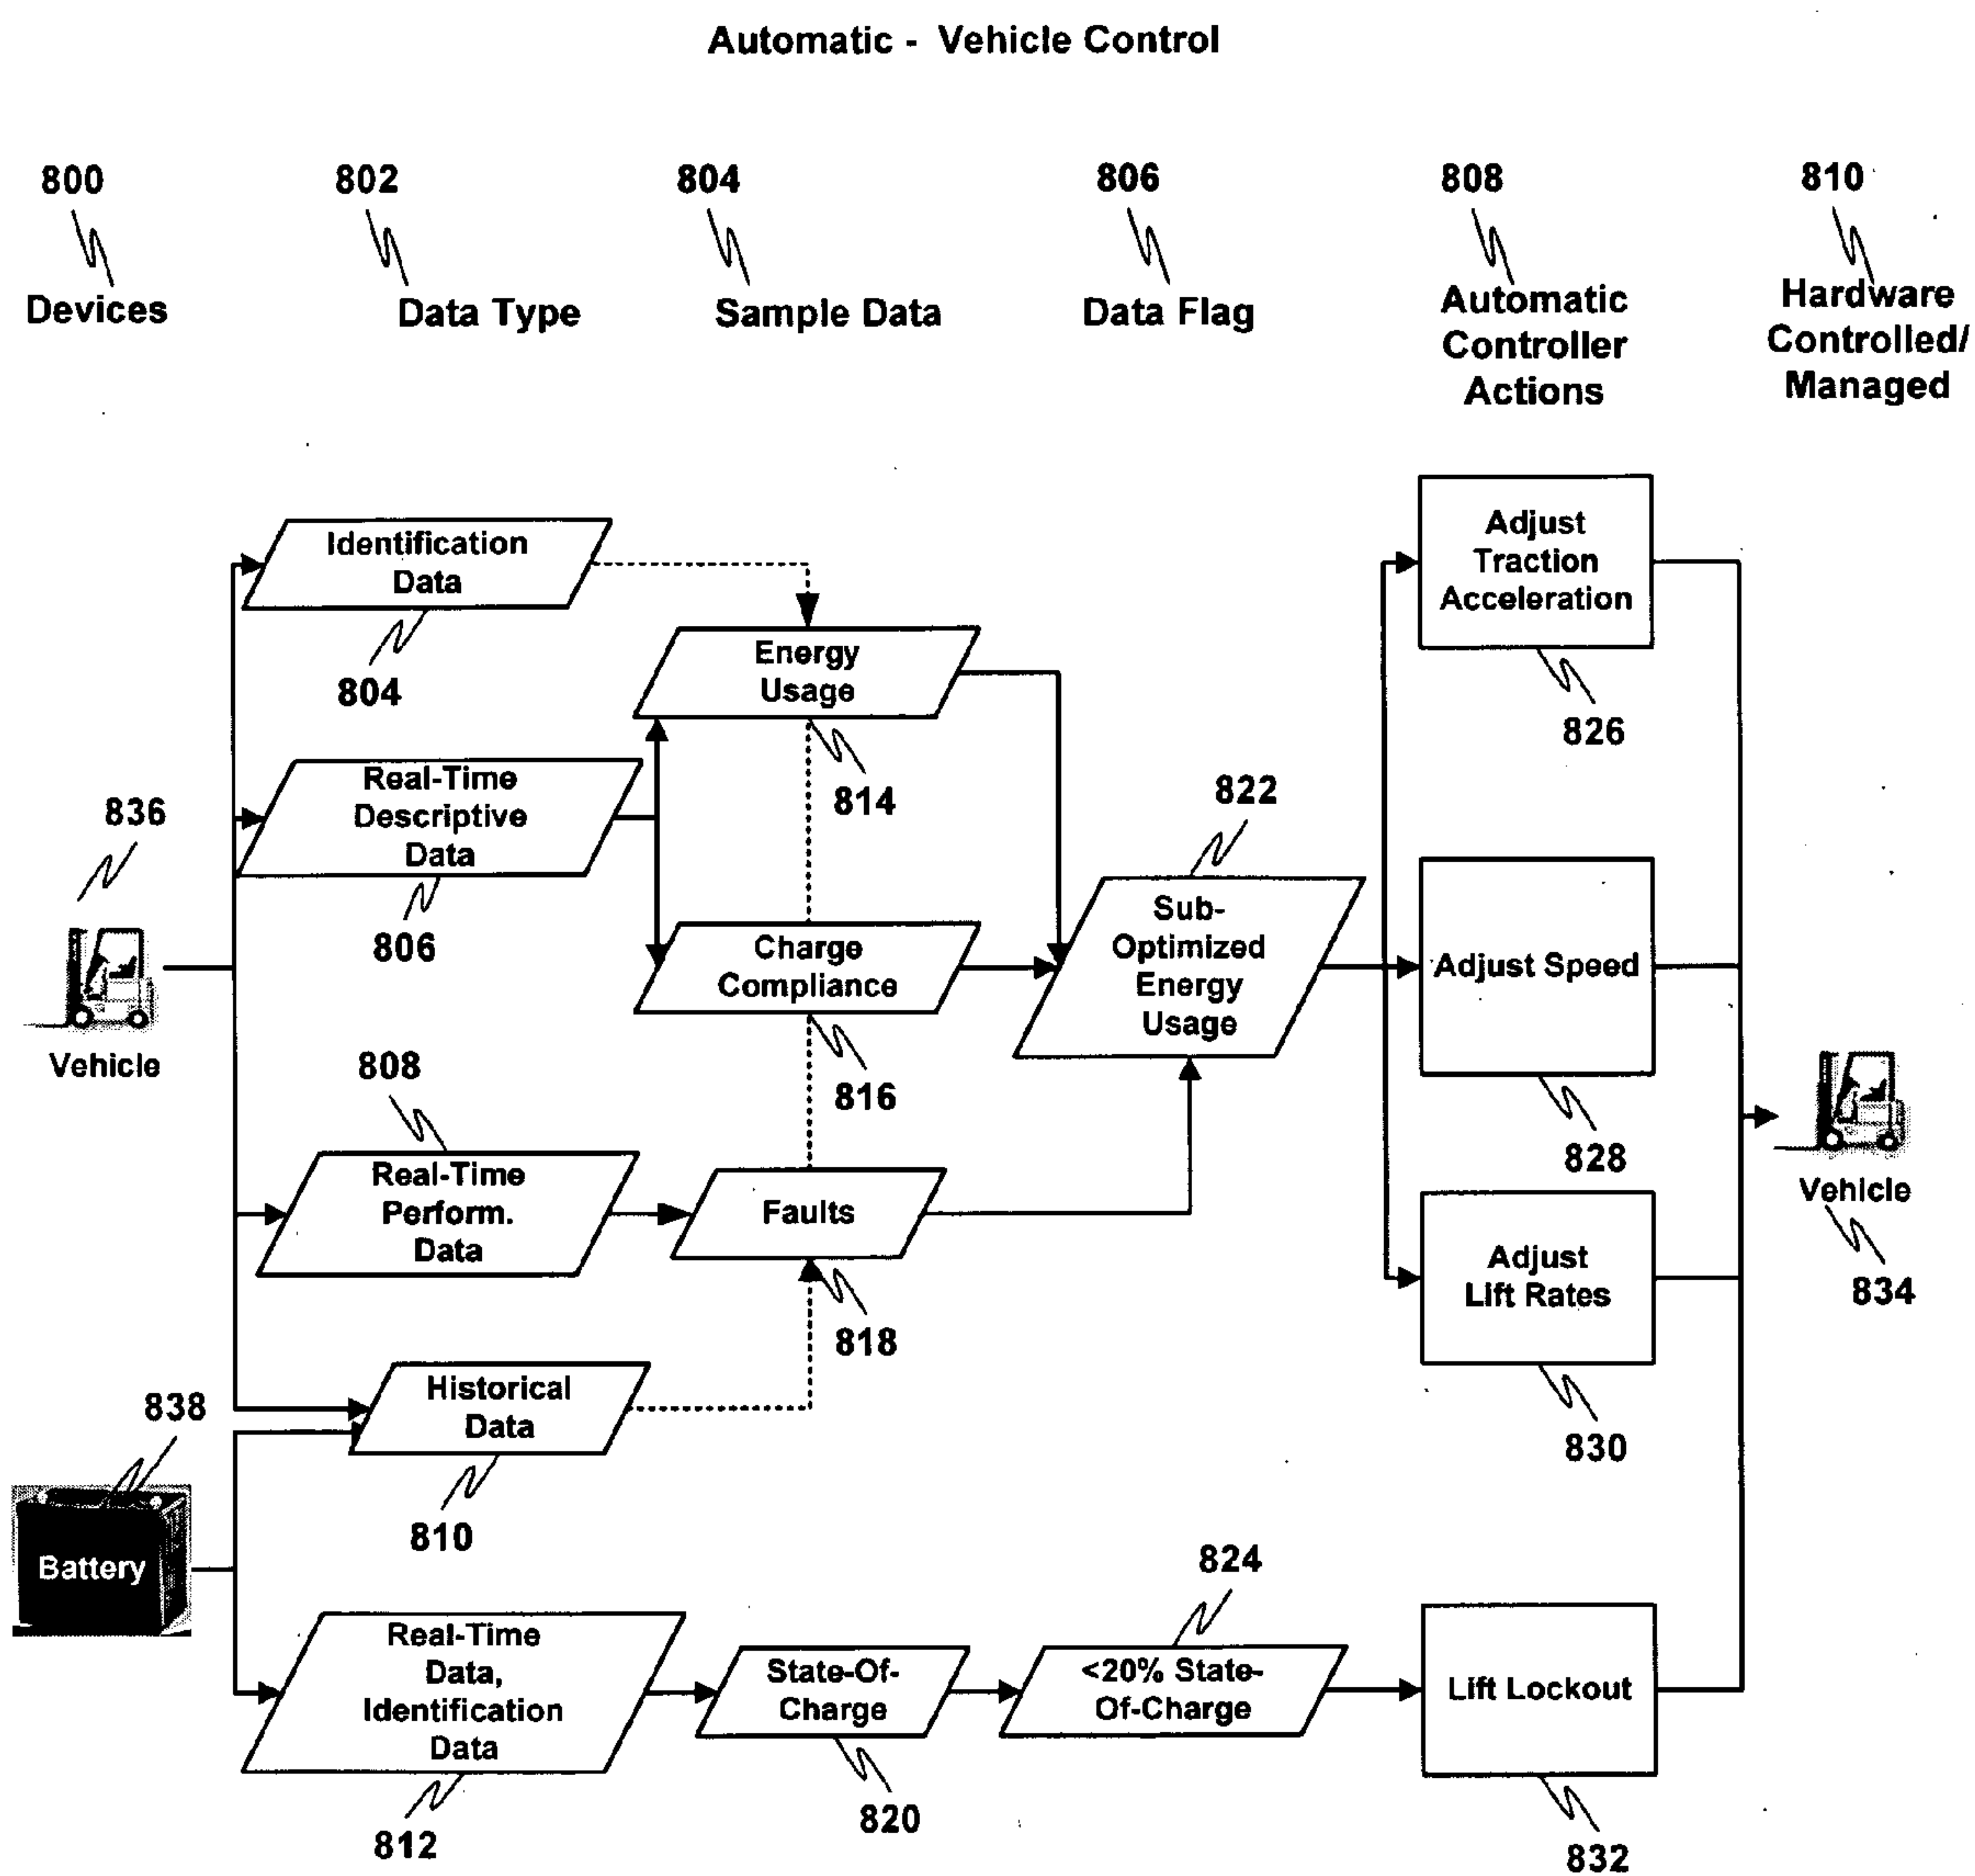 Automatic - Vehicle Control
800
802
804
806
808
810
Devices
Data Type
Sample Data
Data Flag
Automatic
Controller
Actions
Hardware
Controlled/
Managed
Identification
Data
804
Energy
Usage
814
Adjust
Traction
Acceleration
826
Real-Time
Descriptive
Data
806
836
Vehicle
Charge
Compliance
816
822
Sub-
Optimized
Energy
Usage
Adjust Speed
828
808
Real-Time
Perform.
Data
Faults
818
Vehicle
834
Adjust
Lift Rates
830
Historical
Data
810
838
Battery
Real-Time
Data,
Identification
Data
812
State-Of-
Charge
820
824
<20% State-
Of-Charge
Lift Lockout
832